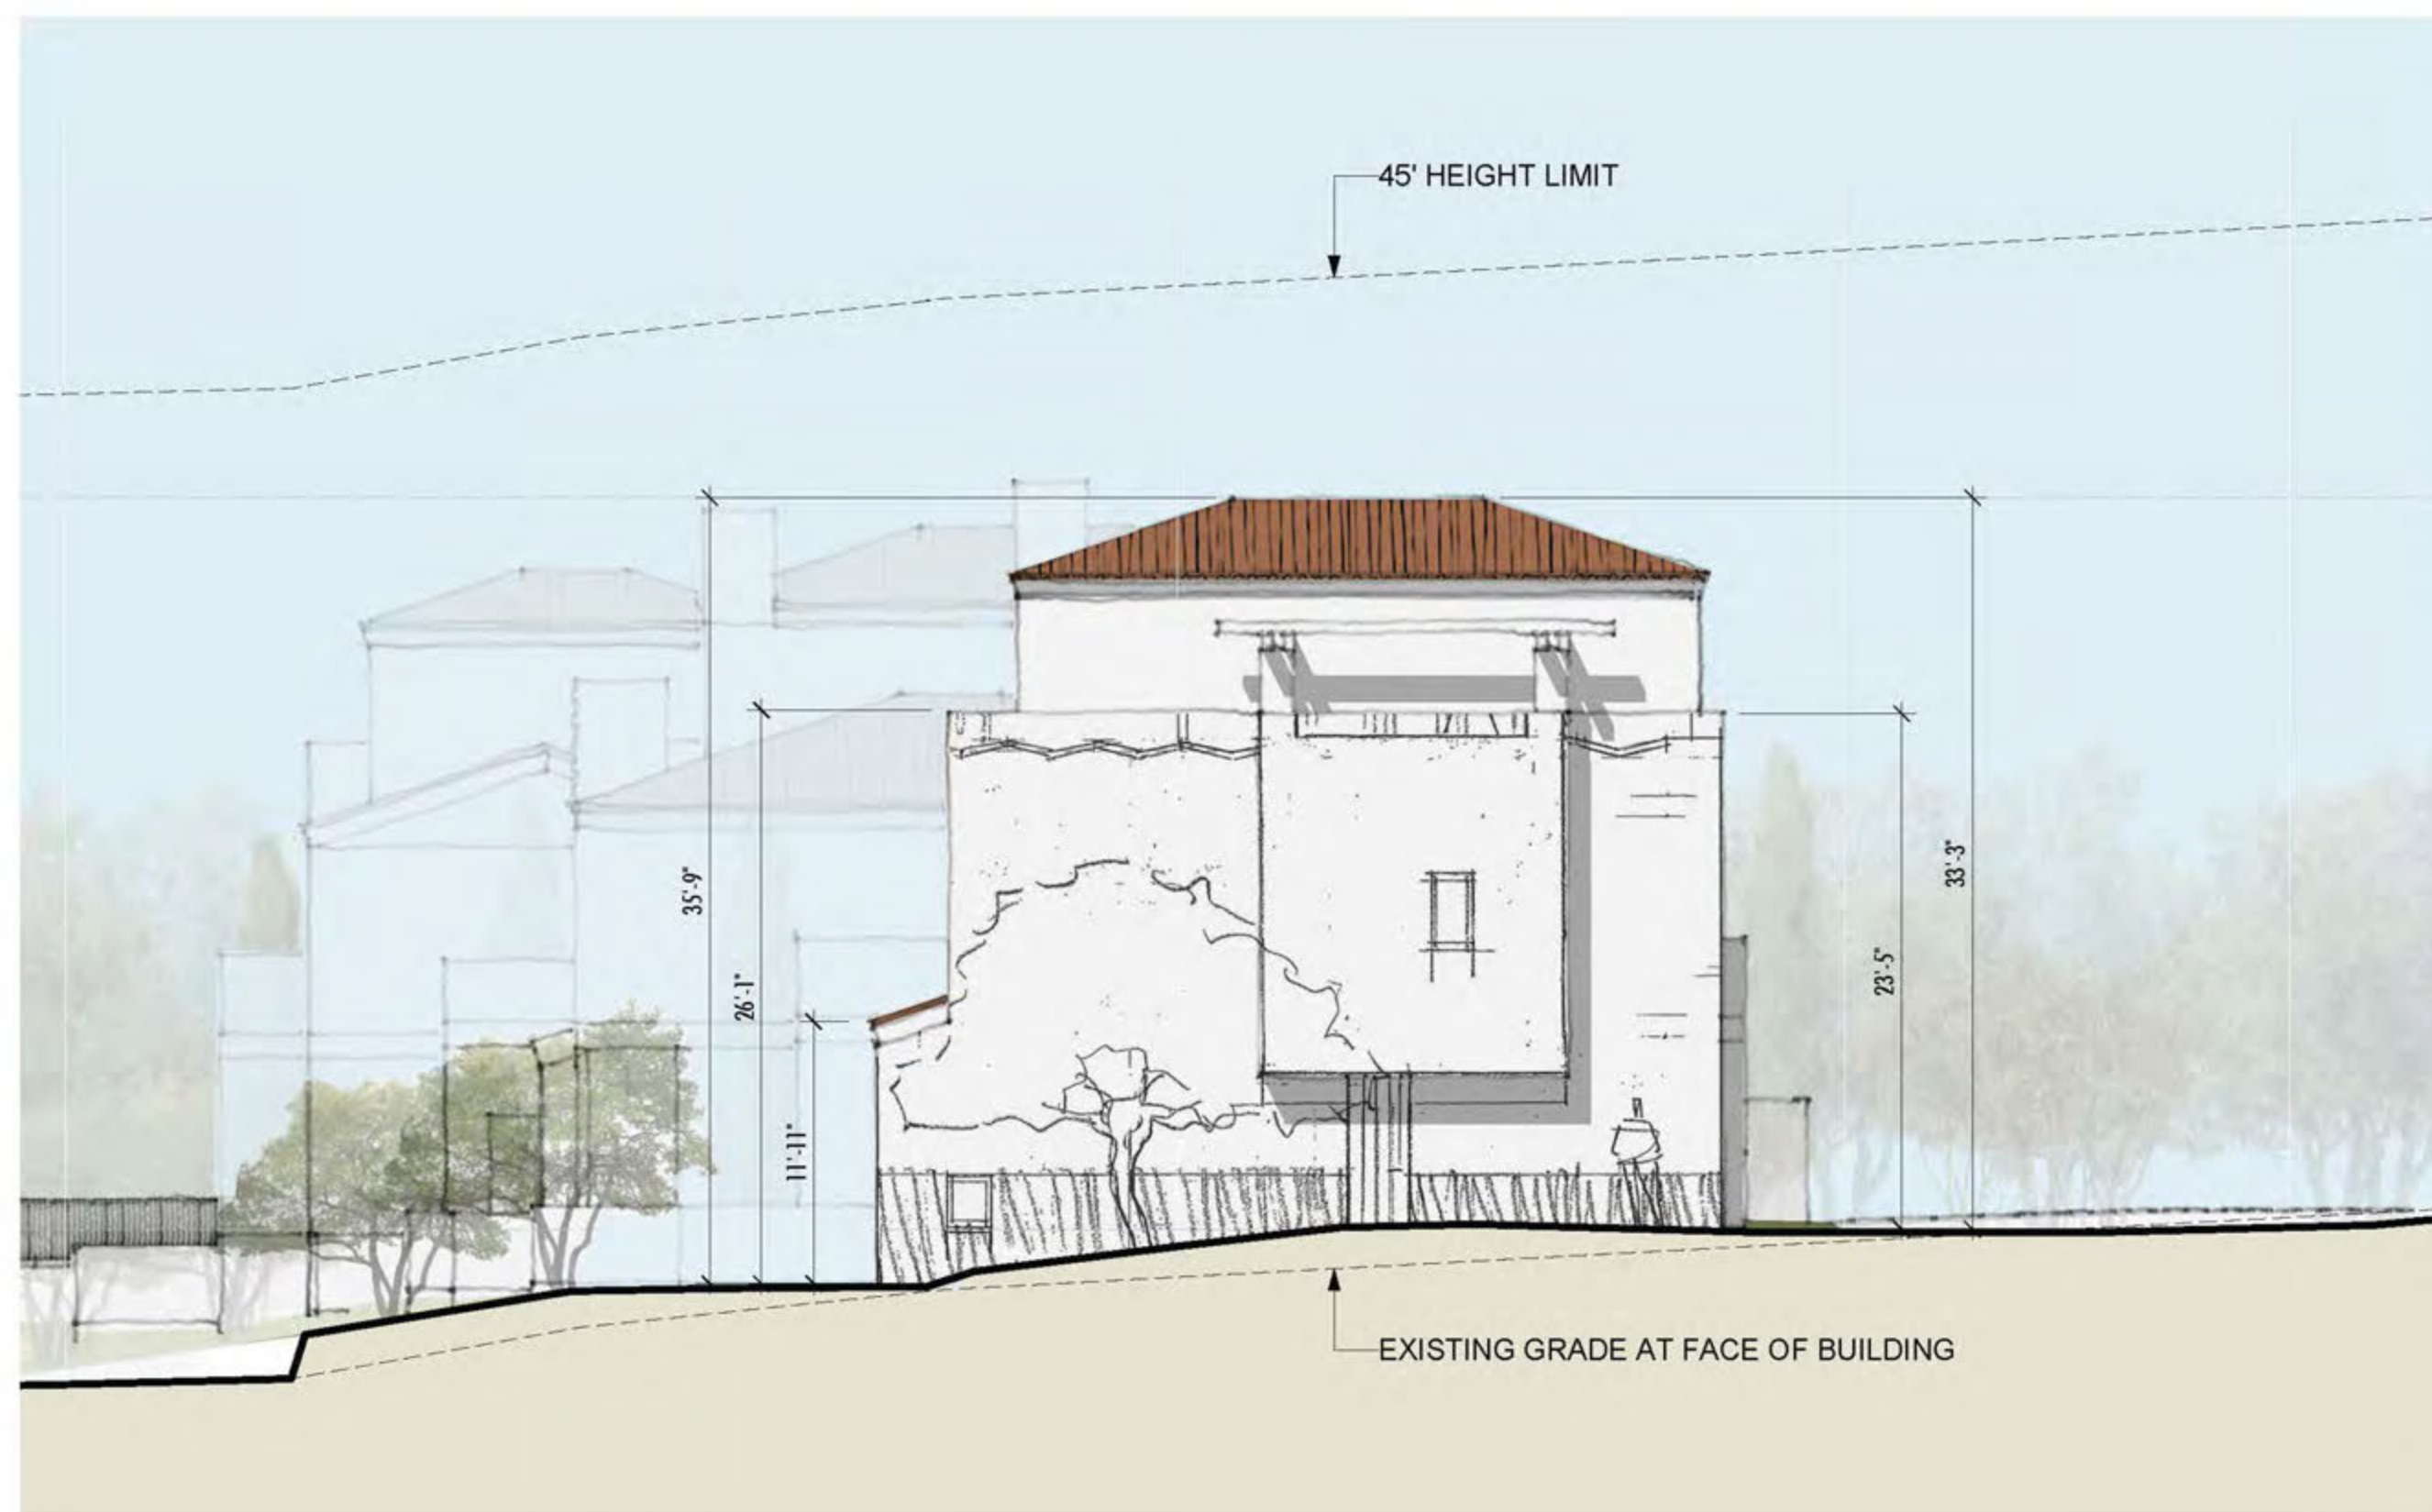 45' HEIGHT LIMIT
35'-9"
26'-1"
11'-11"
23'-5"
33'-3"
EXISTING GRADE AT FACE OF BUILDING